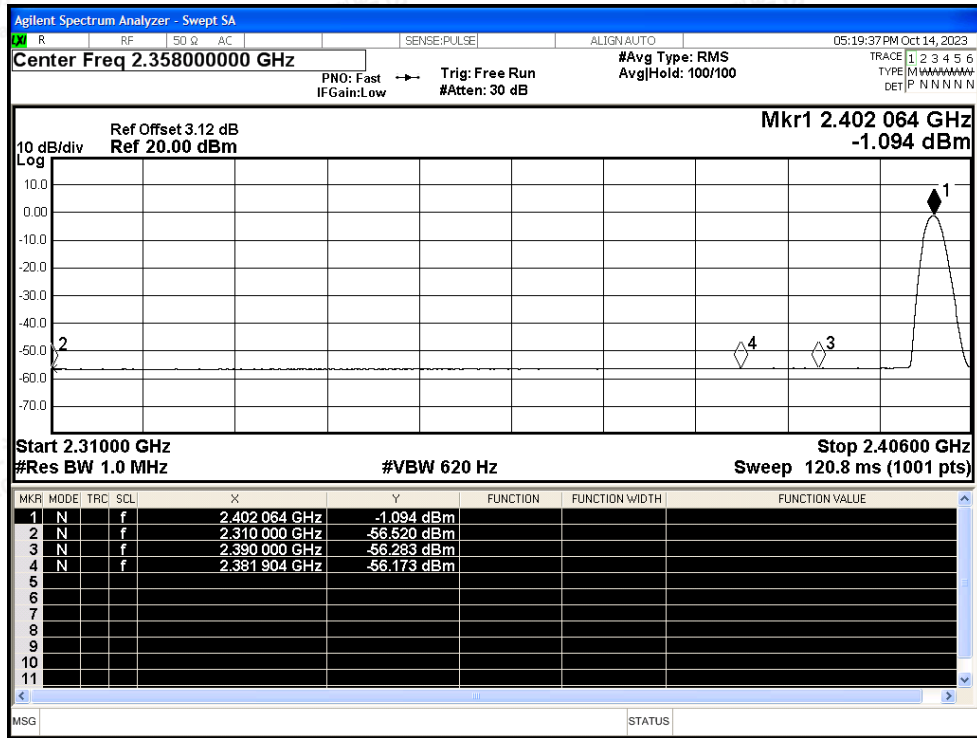 Agilent Spectrum Analyzer - Swept SA
LXI R RF 50 Ω AC SENSE:PULSE ALIGN AUTO 05:19:37 PM Oct 14, 2023
Center Freq 2.358000000 GHz
PNO: Fast
IFGain:Low
Trig: Free Run
#Atten: 30 dB
#Avg Type: RMS
Avg|Hold: 100/100
TRACE 1 2 3 4 5 6
TYPE M
DET P N N N N N
Ref Offset 3.12 dB
Ref 20.00 dBm
10 dB/div
Log
Mkr1 2.402 064 GHz
-1.094 dBm
10.0
0.00
-10.0
-20.0
-30.0
-40.0
-50.0
-60.0
-70.0
1
2
4
3
Start 2.31000 GHz Stop 2.40600 GHz
#Res BW 1.0 MHz #VBW 620 Hz Sweep 120.8 ms (1001 pts)
MKR MODE TRC SCL X Y FUNCTION FUNCTION WIDTH FUNCTION VALUE
1 N f 2.402 064 GHz -1.094 dBm
2 N f 2.310 000 GHz -56.520 dBm
3 N f 2.390 000 GHz -56.283 dBm
4 N f 2.381 904 GHz -56.173 dBm
5
6
7
8
9
10
11
MSG STATUS